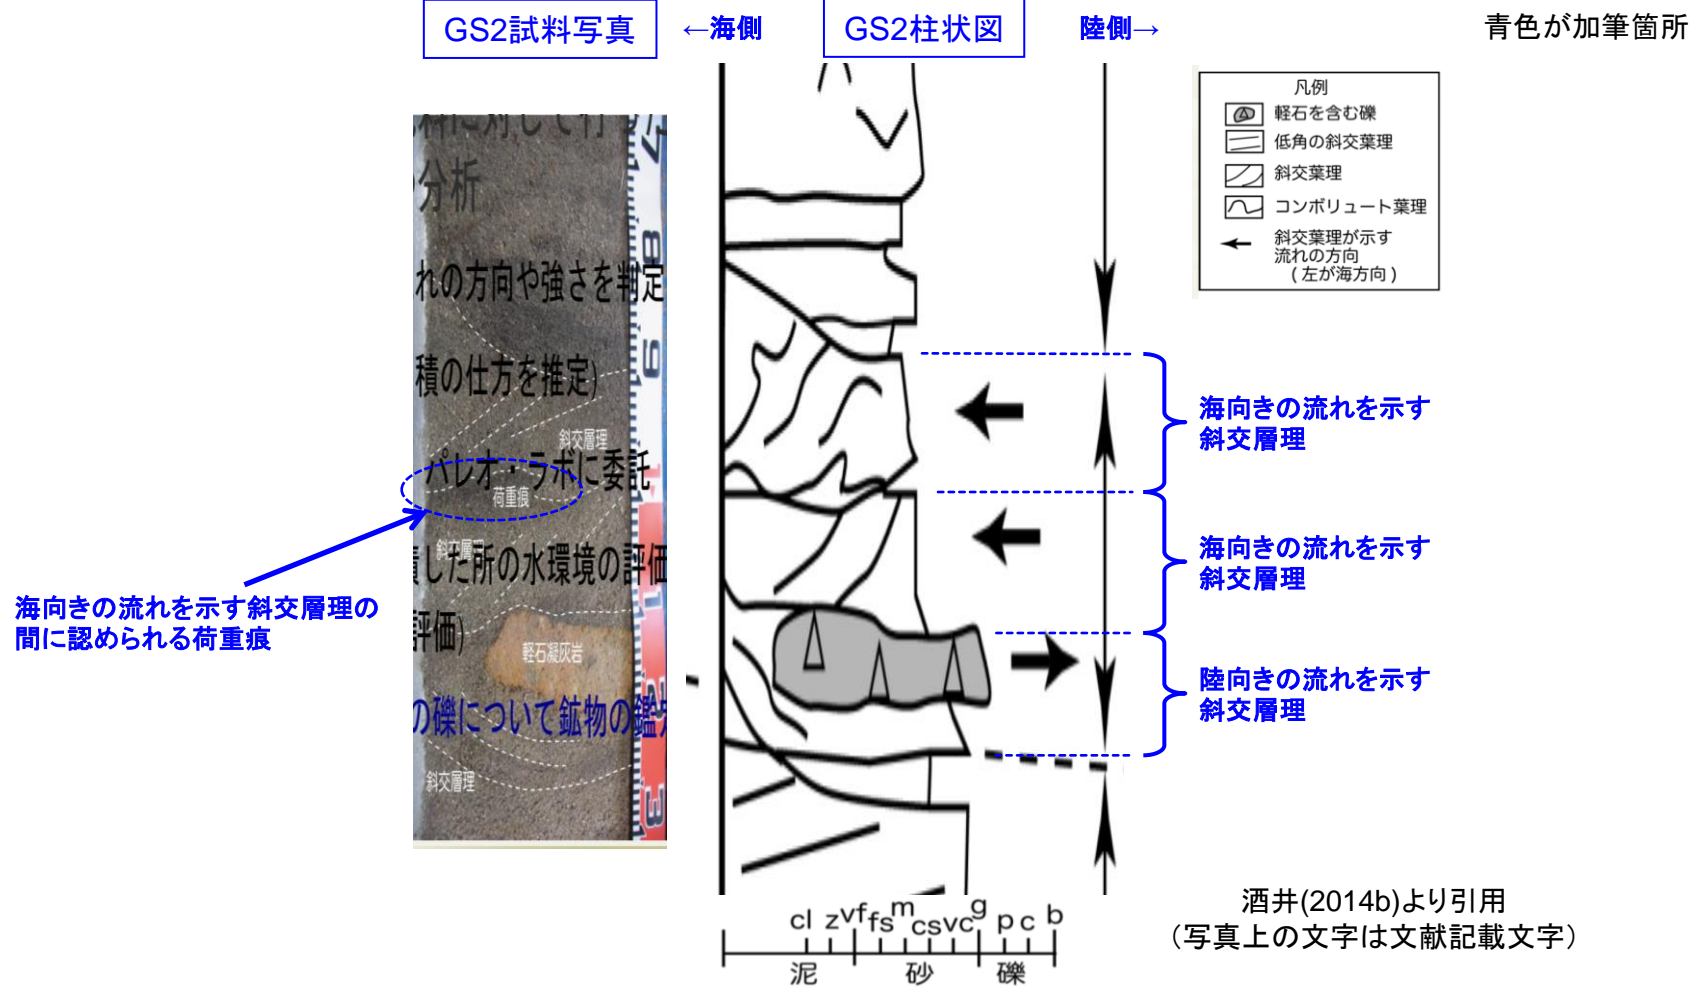 GS2試料写真
←海側
GS2柱状図
陸側→
青色が加筆箇所
分析
れの方向や強さを判定
積の仕方を推定)
斜交層理
パレオ・ラボに委託
荷重痕
斜交層理
した所の水環境の評価
評価)
軽石凝灰岩
の礫について鉱物の鑑
斜交層理
7
8
9
1
3
海向きの流れを示す斜交層理の
間に認められる荷重痕
凡例
軽石を含む礫
低角の斜交葉理
斜交葉理
コンボリュート葉理
斜交葉理が示す
流れの方向
(左が海方向)
海向きの流れを示す
斜交層理
海向きの流れを示す
斜交層理
陸向きの流れを示す
斜交層理
cl z vf fs m cs vc g p c b
泥 砂 礫
酒井(2014b)より引用
（写真上の文字は文献記載文字）